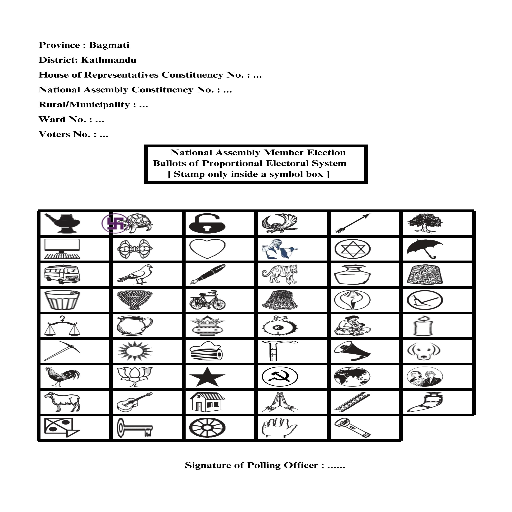 Province : Bagmati
District: Kathmandu
House of Representatives Constituency No. : ...
National Assembly Constituency No. : ...
Rural/Municipality : ...
Ward No. : ...
Voters No. : ...
National Assembly Member Election
Ballots of Proportional Electoral System
[ Stamp only inside a symbol box ]
Signature of Polling Officer : ......